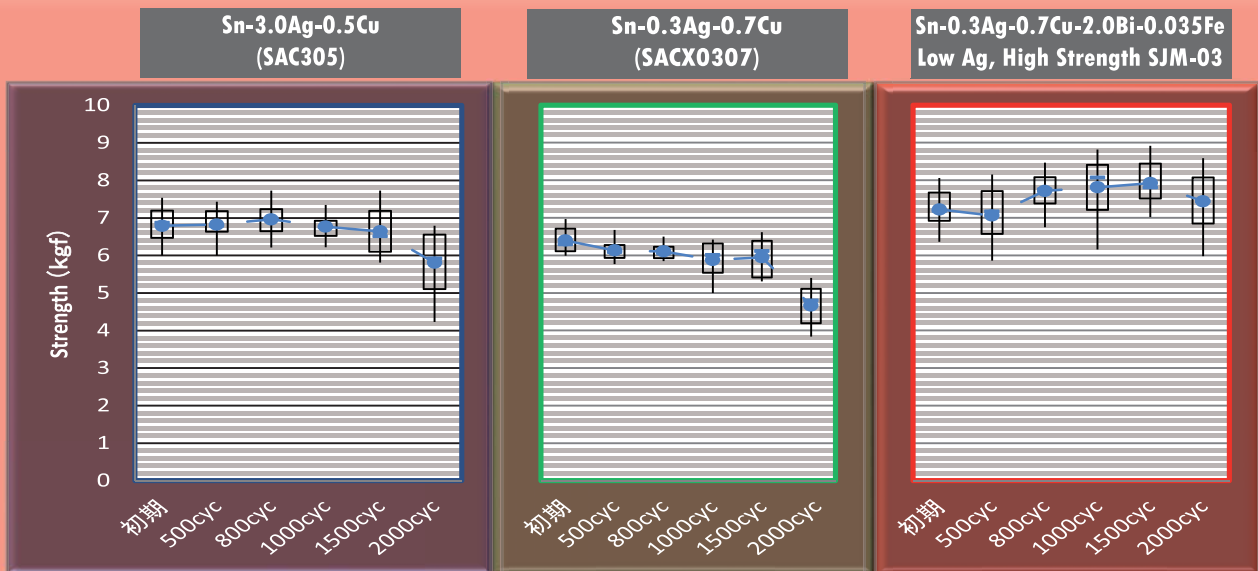 Sn-3.0Ag-0.5Cu
(SAC305)
Sn-0.3Ag-0.7Cu
(SACX0307)
Sn-0.3Ag-0.7Cu-2.0Bi-0.035Fe
Low Ag, High Strength SJM-03
Strength (kgf)
10
9
8
7
6
5
4
3
2
1
0
初期
500cyc
800cyc
1000cyc
1500cyc
2000cyc
初期
500cyc
800cyc
1000cyc
1500cyc
2000cyc
初期
500cyc
800cyc
1000cyc
1500cyc
2000cyc